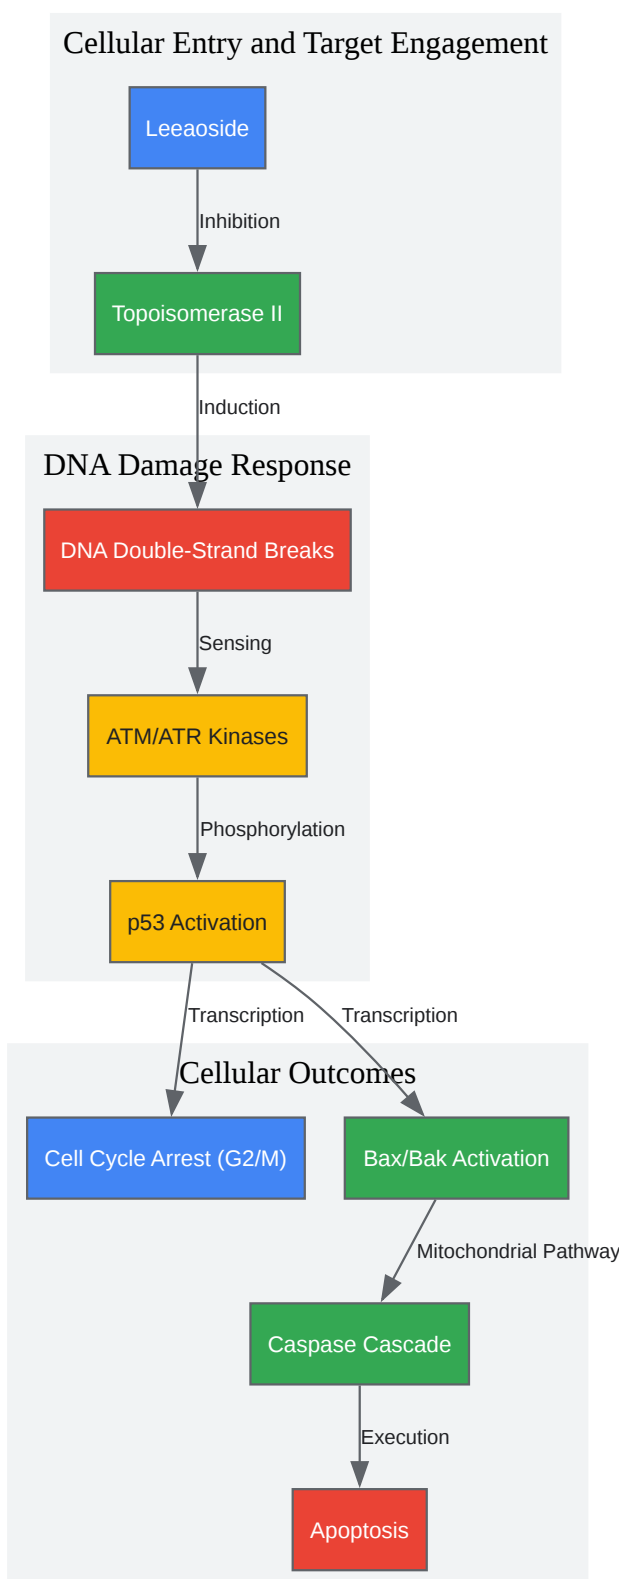 Cellular Entry and Target Engagement
Leeaoside
Inhibition
Topoisomerase II
Induction
DNA Damage Response
DNA Double-Strand Breaks
Sensing
ATM/ATR Kinases
Phosphorylation
p53 Activation
Transcription
Transcription
Cellular Outcomes
Cell Cycle Arrest (G2/M)
Bax/Bak Activation
Mitochondrial Pathway
Caspase Cascade
Execution
Apoptosis